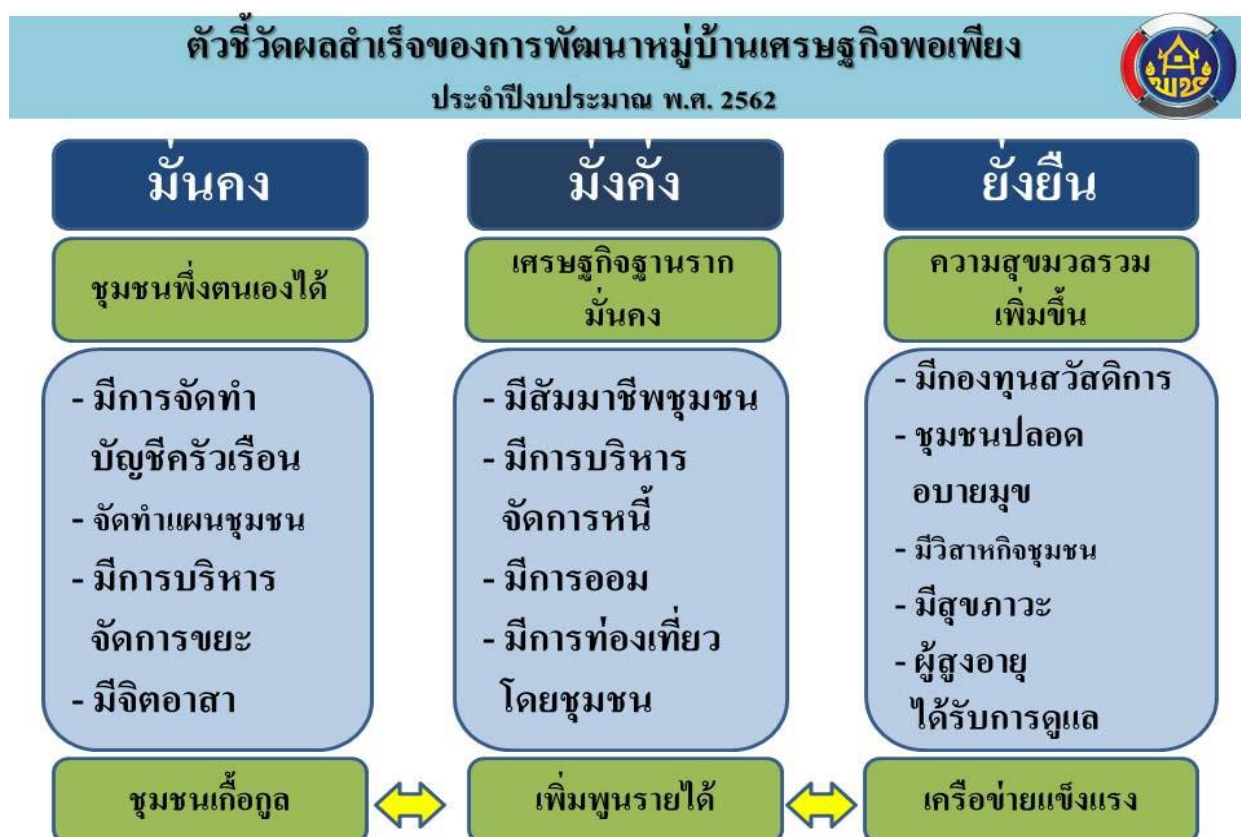 ตัวชี้วัดผลสำเร็จของการพัฒนาหมู่บ้านเศรษฐกิจพอเพียง
ประจำปีงบประมาณ พ.ศ. 2562
พช
มั่นคง
ชุมชนพึ่งตนเองได้
- มีการจัดทำ
บัญชีครัวเรือน
- จัดทำแผนชุมชน
- มีการบริหาร
จัดการขยะ
- มีจิตอาสา
ชุมชนเกื้อกูล
มั่งคั่ง
เศรษฐกิจฐานราก
มั่นคง
- มีสัมมาชีพชุมชน
- มีการบริหาร
จัดการหนี้
- มีการออม
- มีการท่องเที่ยว
โดยชุมชน
เพิ่มพูนรายได้
ยั่งยืน
ความสุขมวลรวม
เพิ่มขึ้น
- มีกองทุนสวัสดิการ
- ชุมชนปลอด
อบายมุข
- มีวิสาหกิจชุมชน
- มีสุขภาวะ
- ผู้สูงอายุ
ได้รับการดูแล
เครือข่ายแข็งแรง